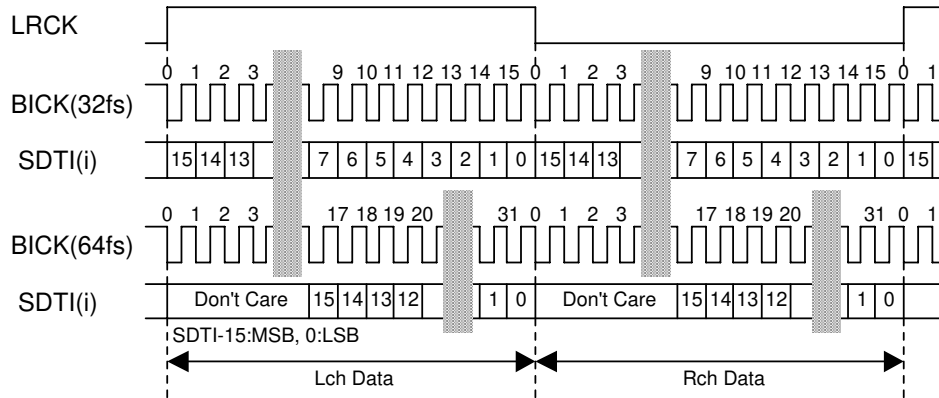 LRCK
0 1 2 3 9 10 11 12 13 14 15 0 1 2 3 9 10 11 12 13 14 15 0 1
BICK(32fs)
SDTI(i) 15 14 13 7 6 5 4 3 2 1 0 15 14 13 7 6 5 4 3 2 1 0 15
0 1 2 3 17 18 19 20 31 0 1 2 3 17 18 19 20 31 0 1
BICK(64fs)
SDTI(i) Don't Care 15 14 13 12 1 0 Don't Care 15 14 13 12 1 0
SDTI-15:MSB, 0:LSB
Lch Data Rch Data